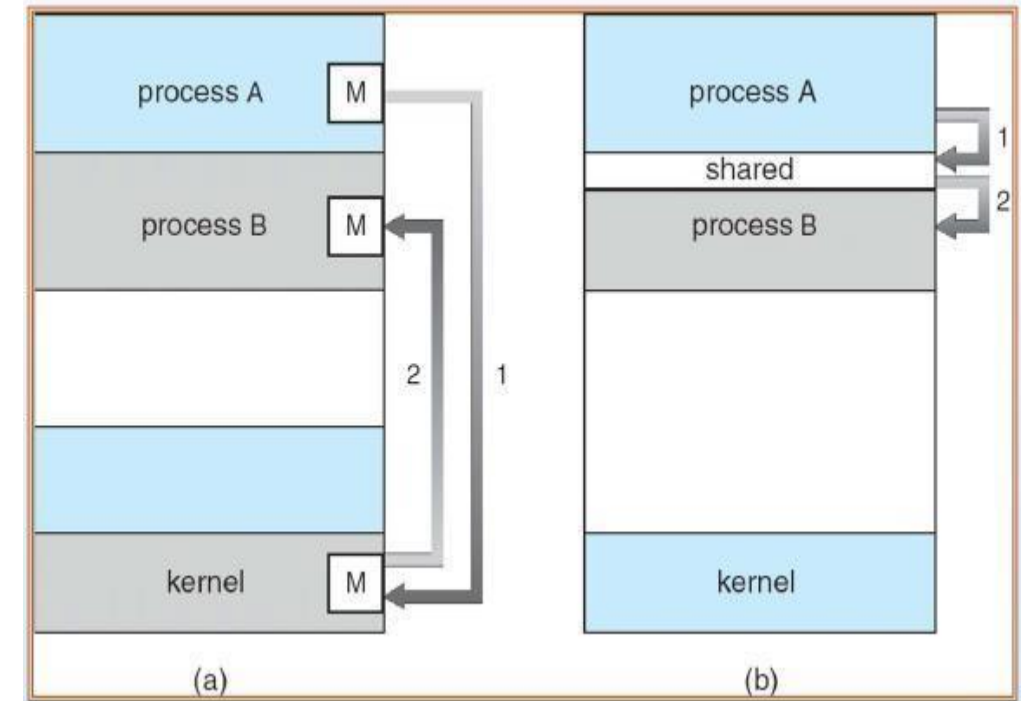 process A
M
process B
M
2
1
kernel
M
(a)
process A
1
shared
2
process B
kernel
(b)